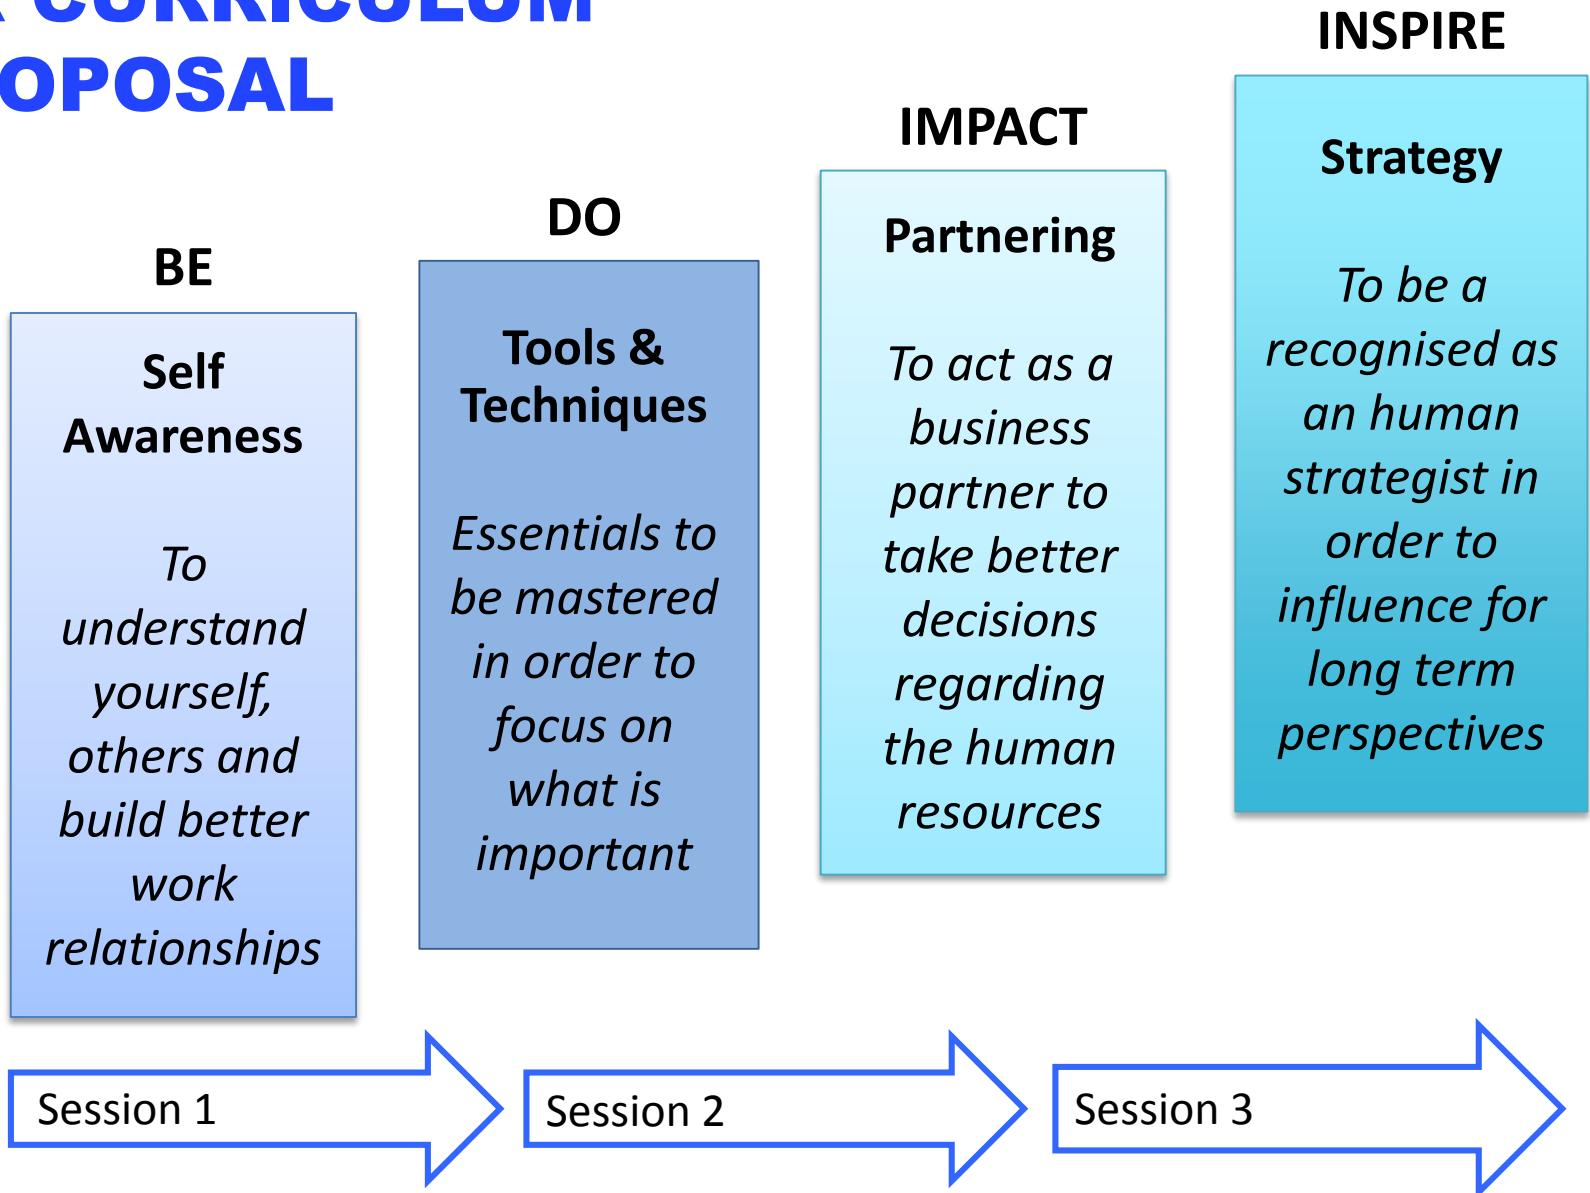 CURRICULUM
OPOSAL
BE
Self
Awareness
To
understand
yourself,
others and
build better
work
relationships
DO
Tools &
Techniques
Essentials to
be mastered
in order to
focus on
what is
important
IMPACT
Partnering
To act as a
business
partner to
take better
decisions
regarding
the human
resources
INSPIRE
Strategy
To be a
recognised as
an human
strategist in
order to
influence for
long term
perspectives
Session 1
Session 2
Session 3